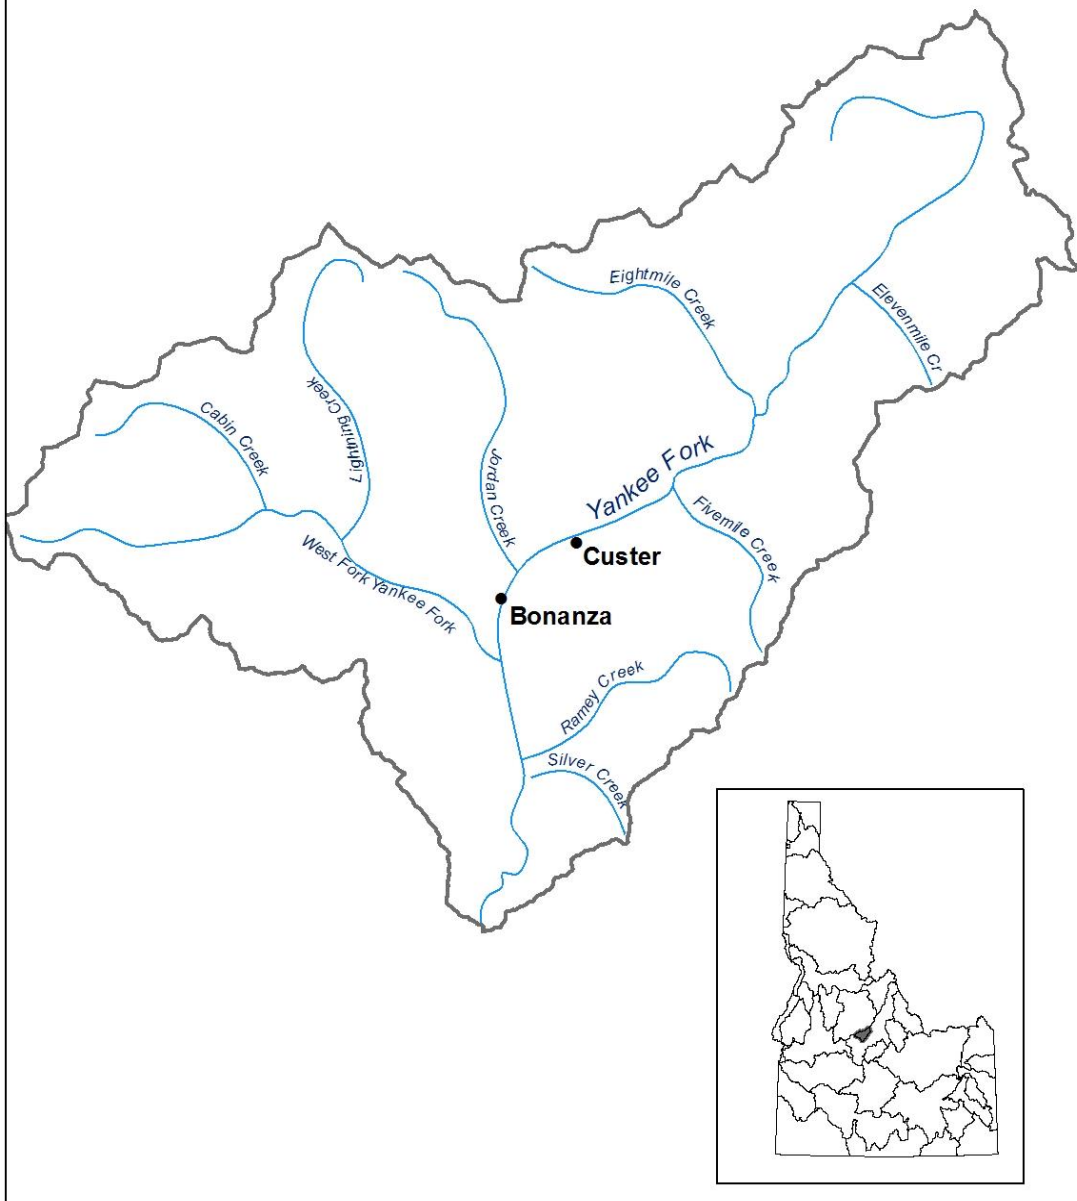 Eightmile Creek
Elevenmile Cr
Lightning Creek
Cabin Creek
Jordan Creek
Yankee Fork
Fivemile Creek
Custer
West Fork Yankee Fork
Bonanza
Ramey Creek
Silver Creek